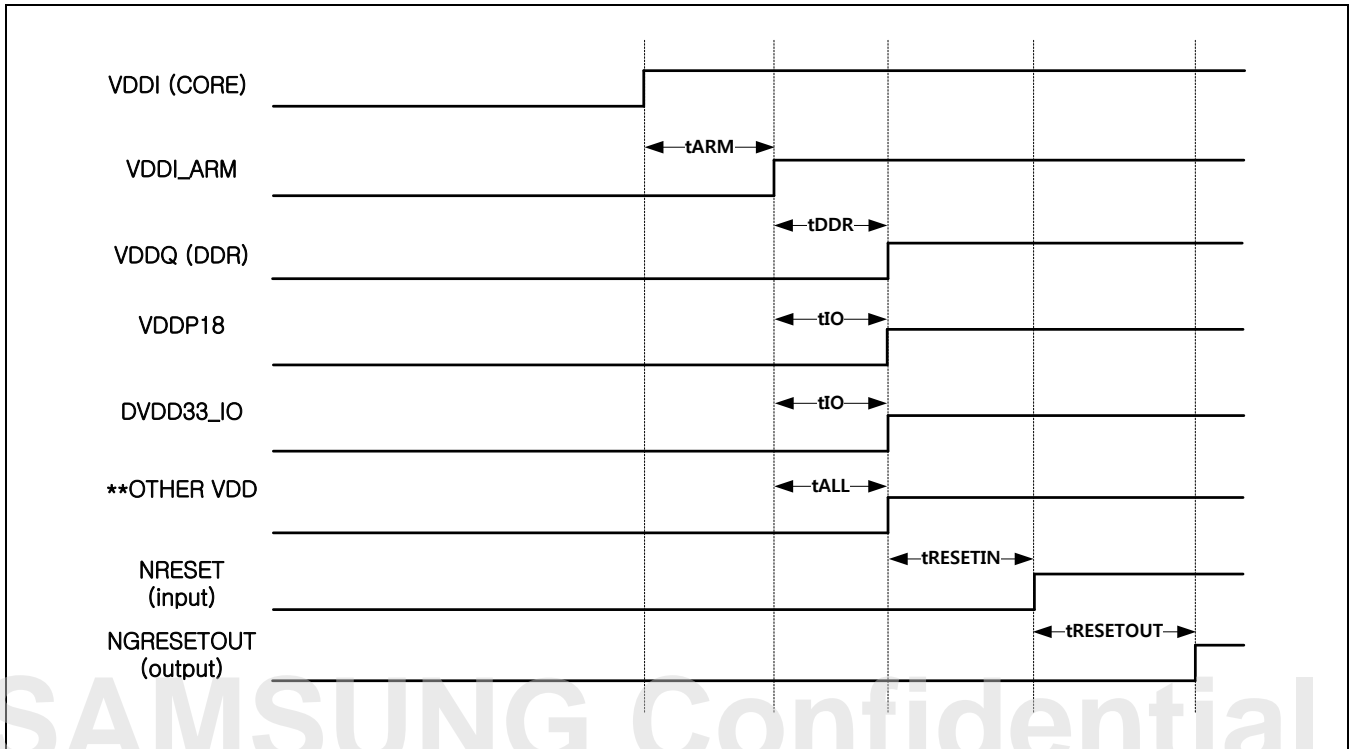 VDDI (CORE)
tARM
VDDI_ARM
tDDR
VDDQ (DDR)
tIO
VDDP18
tIO
DVDD33_IO
tALL
**OTHER VDD
tRESETIN
NRESET
(input)
tRESETOUT
NGRESETOUT
(output)
SAMSUNG Confidential